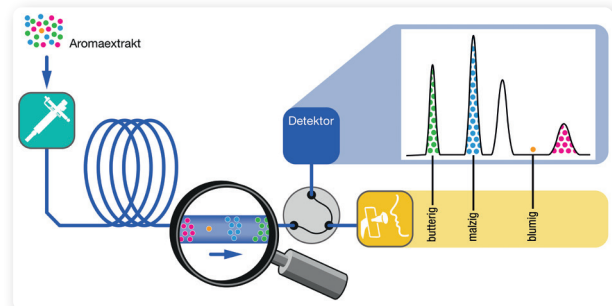 Aromaextrakt
Detektor
butterig
malzig
blumig